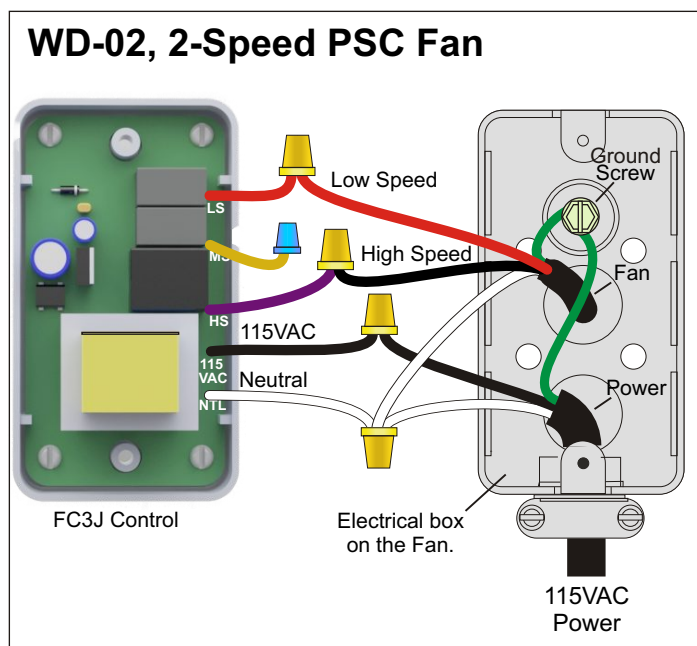 WD-02, 2-Speed PSC Fan
Ground
Screw
Low Speed
LS
High Speed
MS
Fan
HS
115VAC
115
VAC
Neutral
NTL
Power
FC3J Control
Electrical box
on the Fan.
115VAC
Power